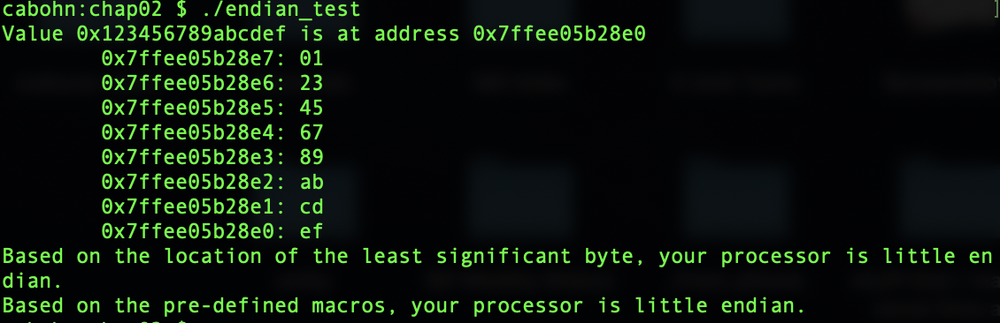 cabohn:chap02 $ ./endian_test
Value 0x123456789abcdef is at address 0x7ffee05b28e0
0x7ffee05b28e7: 01
0x7ffee05b28e6: 23
0x7ffee05b28e5: 45
0x7ffee05b28e4: 67
0x7ffee05b28e3: 89
0x7ffee05b28e2: ab
0x7ffee05b28e1: cd
0x7ffee05b28e0: ef
Based on the location of the least significant byte, your processor is little en
dian.
Based on the pre-defined macros, your processor is little endian.